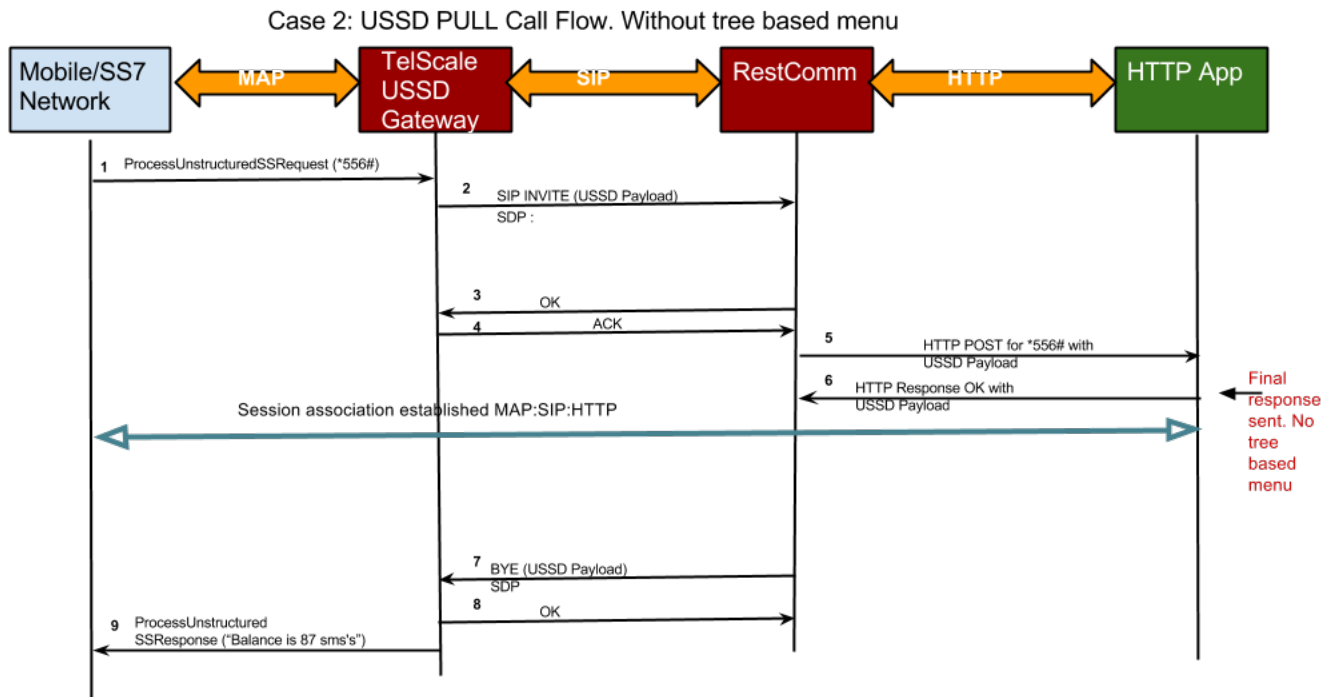 Case 2: USSD PULL Call Flow. Without tree based menu
Mobile/SS7
Network
MAP
TelScale
USSD
Gateway
SIP
RestComm
HTTP
HTTP App
1 ProcessUnstructuredSSRequest (*556#)
2 SIP INVITE (USSD Payload)
SDP :
3 OK
4 ACK
5 HTTP POST for *556# with
USSD Payload
6 HTTP Response OK with
USSD Payload
Final
response
sent. No
tree
based
menu
Session association established MAP:SIP:HTTP
7 BYE (USSD Payload)
SDP
8 OK
9 ProcessUnstructured
SSResponse (“Balance is 87 sms's”)